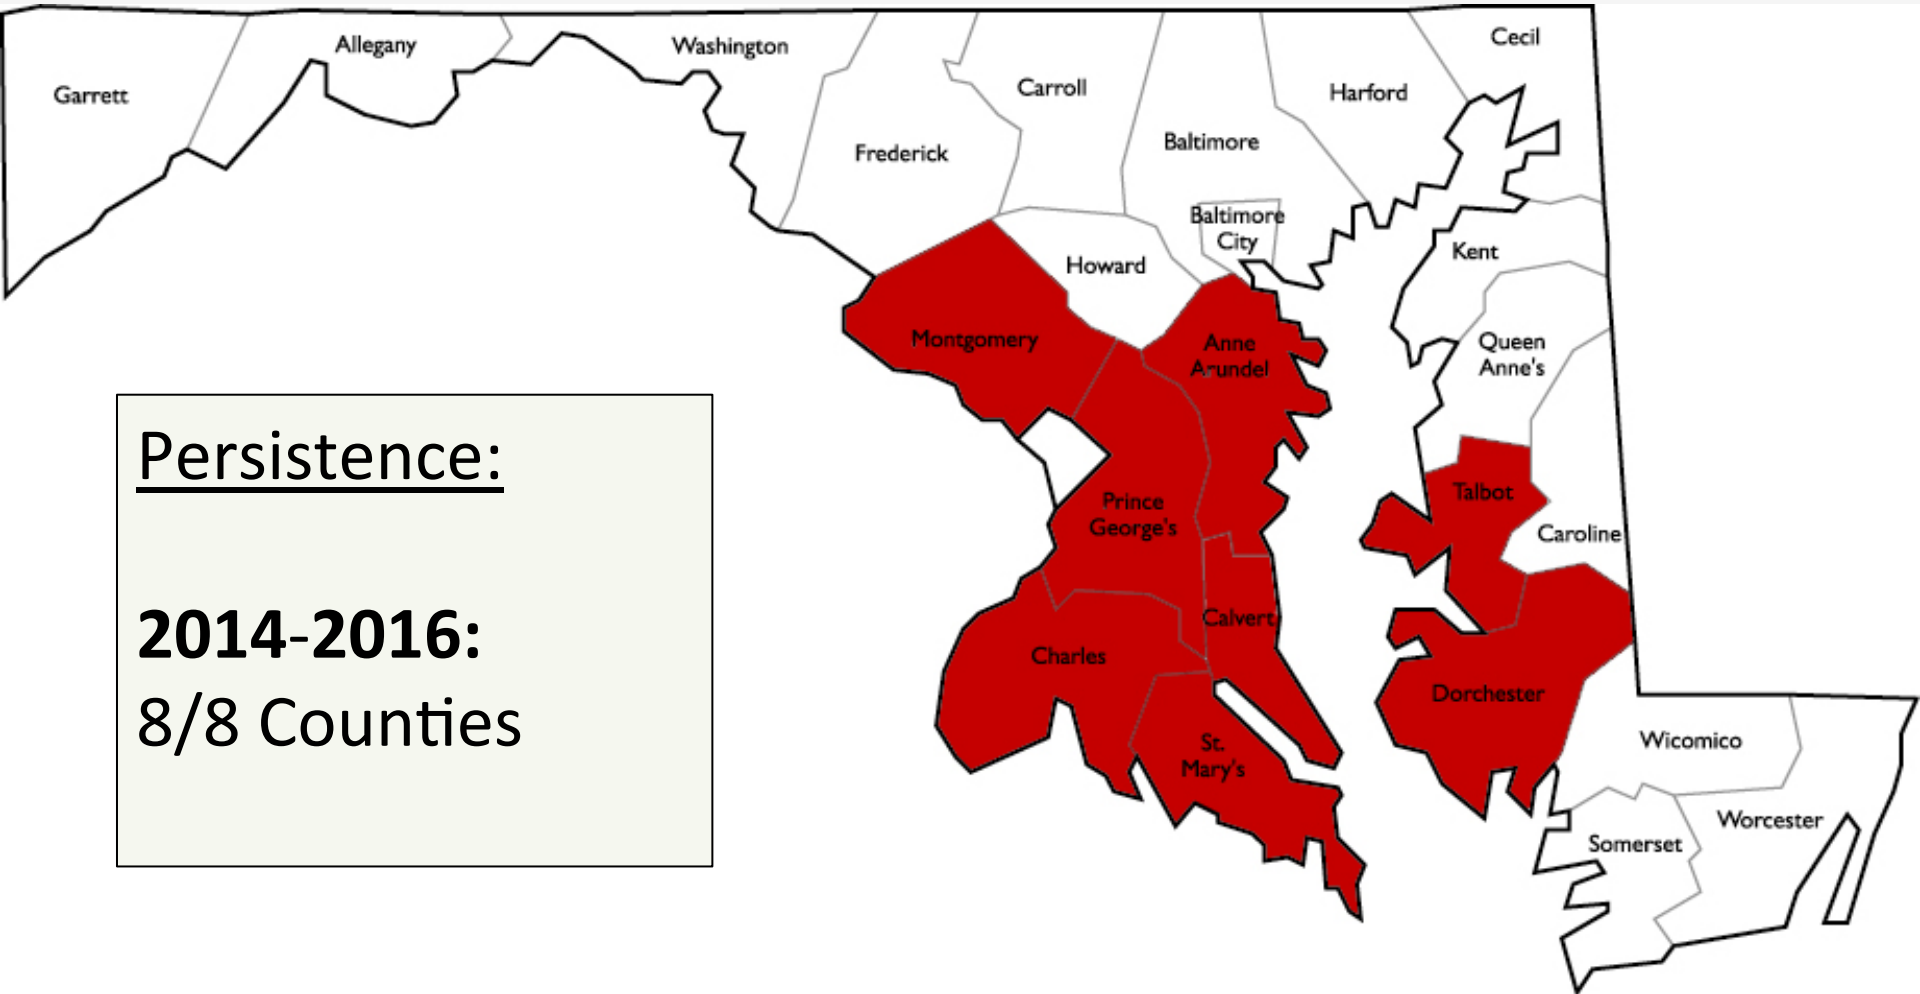 Garrett
Allegany
Washington
Frederick
Carroll
Baltimore
Harford
Cecil
Baltimore
City
Howard
Kent
Montgomery
Anne
Arundel
Queen
Anne's
Prince
George's
Talbot
Caroline
Calvert
Charles
Dorchester
St.
Mary's
Wicomico
Worcester
Somerset
Persistence:
2014-2016:
8/8 Counties